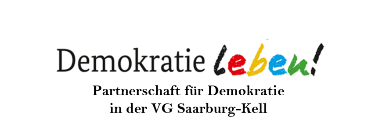 Demokratie leben!
Partnerschaft für Demokratie
in der VG Saarburg-Kell